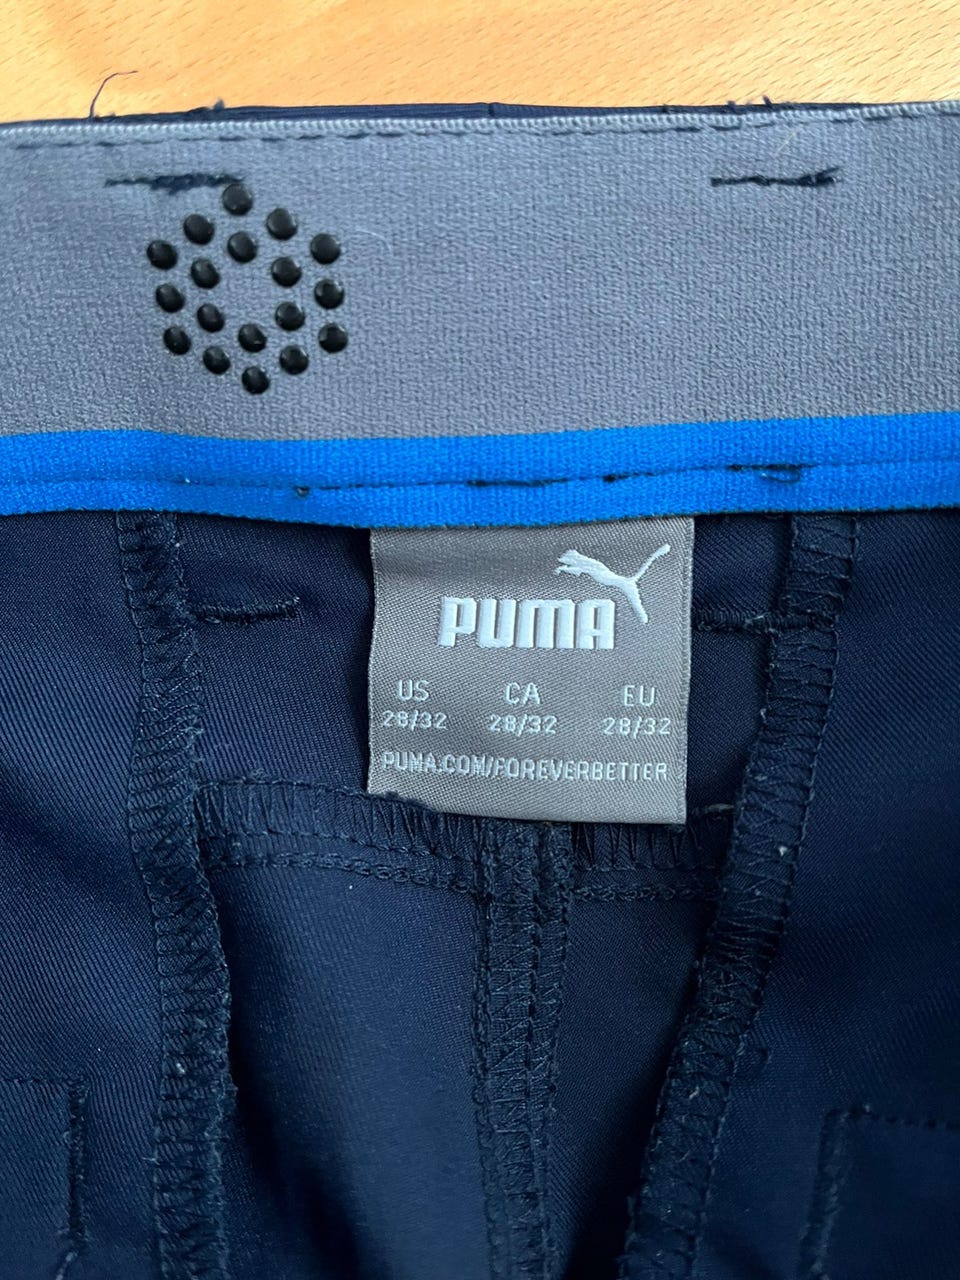 PUMA
US CA EU
28/32 28/32 28/32
PUMA.COM/FOREVERBETTER